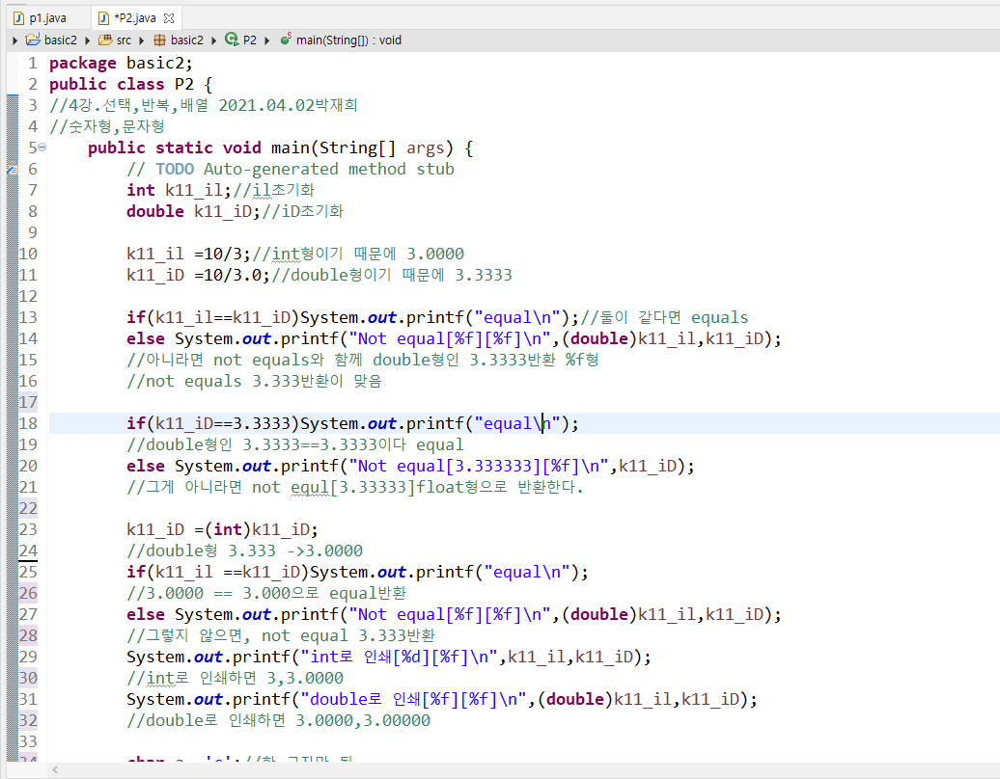 p1.java *P2.java
basic2 src basic2 P2 main(String[]) : void
1 package basic2;
2 public class P2 {
3 //4강.선택,반복,배열 2021.04.02박재희
4 //숫자형,문자형
5 public static void main(String[] args) {
6 // TODO Auto-generated method stub
7 int k11_il;//il초기화
8 double k11_iD;//iD초기화
9
10 k11_il =10/3;//int형이기 때문에 3.0000
11 k11_iD =10/3.0;//double형이기 때문에 3.3333
12
13 if(k11_il==k11_iD)System.out.printf("equal\n");//둘이 같다면 equals
14 else System.out.printf("Not equal[%f][%f]\n",(double)k11_il,k11_iD);
15 //아니라면 not equals와 함께 double형인 3.3333반환 %f형
16 //not equals 3.333반환이 맞음
17
18 if(k11_iD==3.3333)System.out.printf("equal\n");
19 //double형인 3.3333==3.3333이다 equal
20 else System.out.printf("Not equal[3.333333][%f]\n",k11_iD);
21 //그게 아니라면 not equl[3.33333]float형으로 반환한다.
22
23 k11_iD =(int)k11_iD;
24 //double형 3.333 ->3.0000
25 if(k11_il ==k11_iD)System.out.printf("equal\n");
26 //3.0000 == 3.000으로 equal반환
27 else System.out.printf("Not equal[%f][%f]\n",(double)k11_il,k11_iD);
28 //그렇지 않으면, not equal 3.333반환
29 System.out.printf("int로 인쇄[%d][%f]\n",k11_il,k11_iD);
30 //int로 인쇄하면 3,3.0000
31 System.out.printf("double로 인쇄[%f][%f]\n",(double)k11_il,k11_iD);
32 //double로 인쇄하면 3.0000,3.00000
33